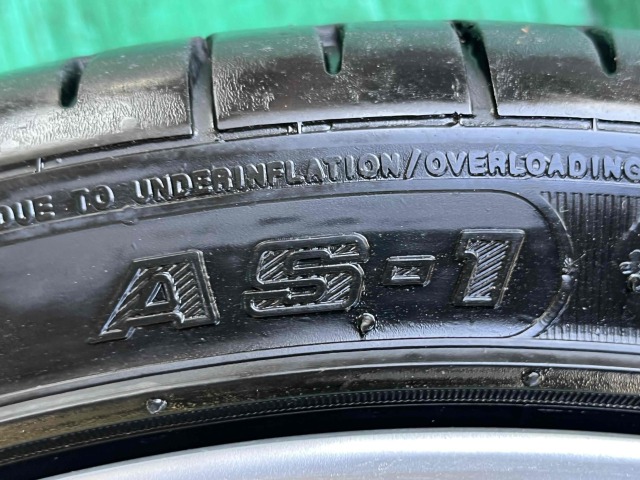 DUE TO UNDERINFLATION/OVERLOADING
AS-1